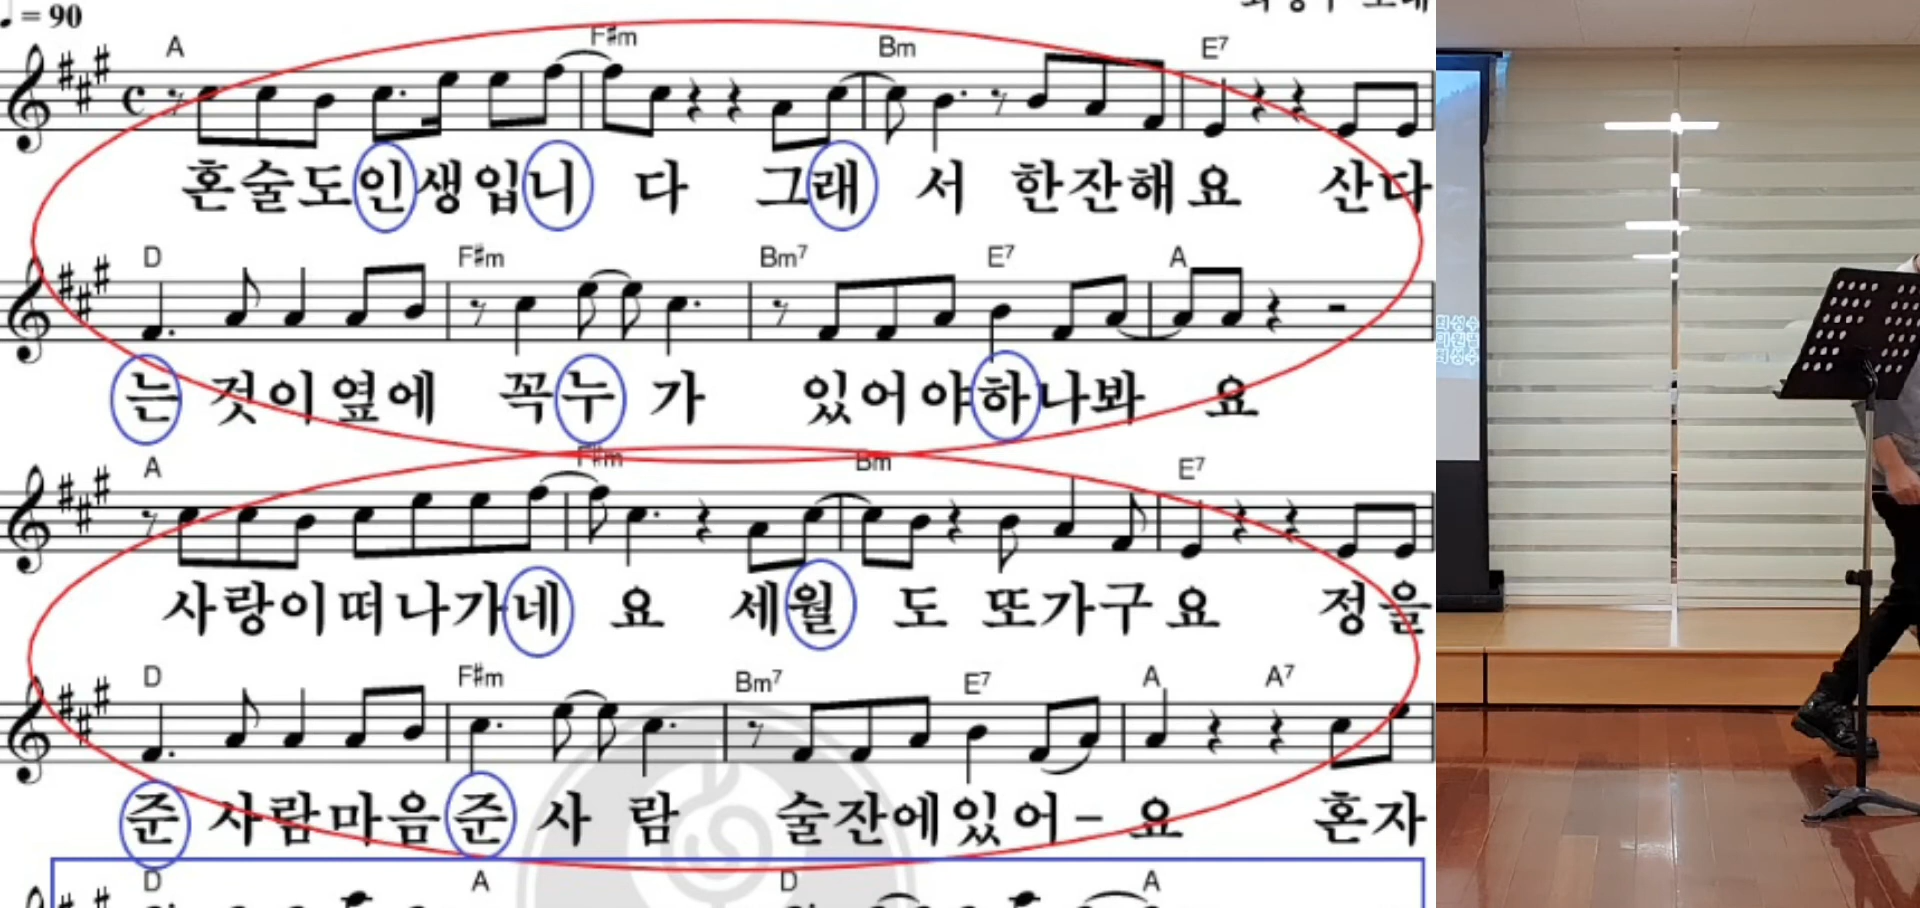 ♩ = 90
A F#m Bm E7
혼술도인생입니 다 그래 서 한잔해요 산다
D F#m Bm7 E7 A
는 것이옆에 꼭누 가 있어야하나봐 요
A F#m Bm E7
사랑이떠나가네 요 세월 도 또가구요 정을
D F#m Bm7 E7 A A7
준 사람마음준 사 람 술잔에있어- 요 혼자
D A D A